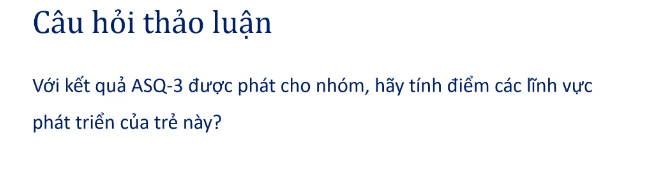 Câu hỏi thảo luận
Với kết quả ASQ-3 được phát cho nhóm, hãy tính điểm các lĩnh vực
phát triển của trẻ này?